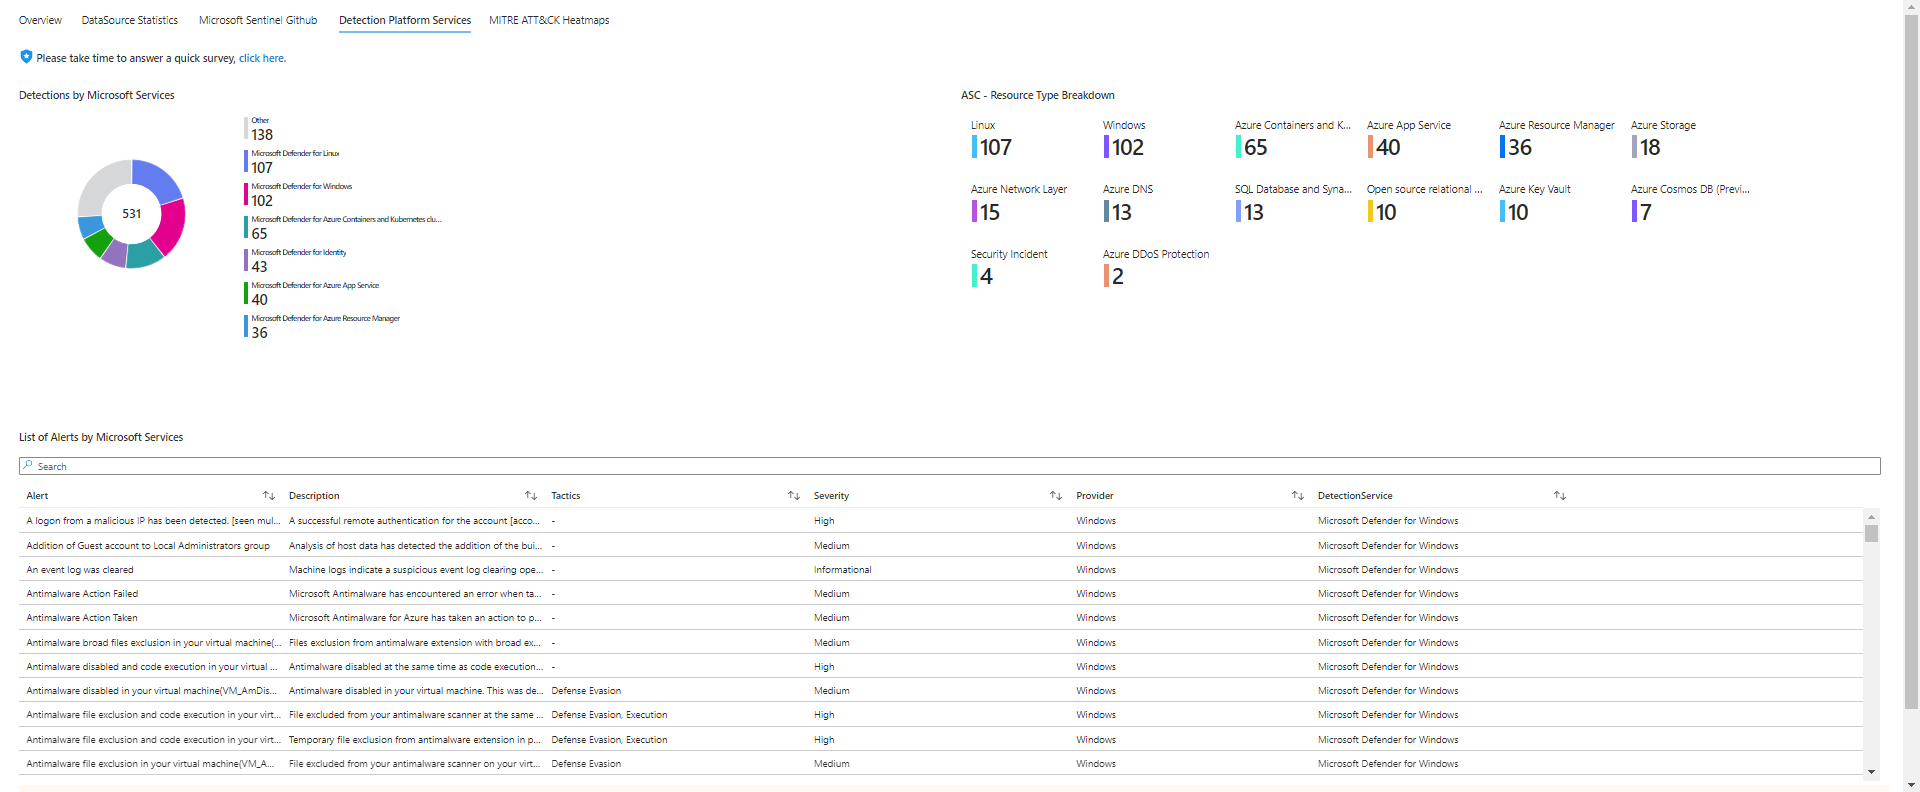 Overview DataSource Statistics Microsoft Sentinel Github Detection Platform Services MITRE ATT&CK Heatmaps
Please take time to answer a quick survey, click here.
Detections by Microsoft Services
531
Other
138
Microsoft Defender for Linux
107
Microsoft Defender for Windows
102
Microsoft Defender for Azure Containers and Kubernetes clu...
65
Microsoft Defender for Identity
43
Microsoft Defender for Azure App Service
40
Microsoft Defender for Azure Resource Manager
36
ASC - Resource Type Breakdown
Linux Windows Azure Containers and K... Azure App Service Azure Resource Manager Azure Storage
107 102 65 40 36 18
Azure Network Layer Azure DNS SQL Database and Syna... Open source relational ... Azure Key Vault Azure Cosmos DB (Previ...
15 13 13 10 10 7
Security Incident Azure DDoS Protection
4 2
List of Alerts by Microsoft Services
Search
Alert Description Tactics Severity Provider DetectionService
A logon from a malicious IP has been detected. [seen mul... A successful remote authentication for the account [acco... - High Windows Microsoft Defender for Windows
Addition of Guest account to Local Administrators group Analysis of host data has detected the addition of the bui... - Medium Windows Microsoft Defender for Windows
An event log was cleared Machine logs indicate a suspicious event log clearing ope... - Informational Windows Microsoft Defender for Windows
Antimalware Action Failed Microsoft Antimalware has encountered an error when ta... - Medium Windows Microsoft Defender for Windows
Antimalware Action Taken Microsoft Antimalware for Azure has taken an action to p... - Medium Windows Microsoft Defender for Windows
Antimalware broad files exclusion in your virtual machine(... Files exclusion from antimalware extension with broad ex... - Medium Windows Microsoft Defender for Windows
Antimalware disabled and code execution in your virtual ... Antimalware disabled at the same time as code execution... - High Windows Microsoft Defender for Windows
Antimalware disabled in your virtual machine(VM_AmDis... Antimalware disabled in your virtual machine. This was de... Defense Evasion Medium Windows Microsoft Defender for Windows
Antimalware file exclusion and code execution in your virt... File excluded from your antimalware scanner at the same ... Defense Evasion, Execution High Windows Microsoft Defender for Windows
Antimalware file exclusion and code execution in your virt... Temporary file exclusion from antimalware extension in p... Defense Evasion, Execution High Windows Microsoft Defender for Windows
Antimalware file exclusion in your virtual machine(VM_A... File excluded from your antimalware scanner on your virt... Defense Evasion Medium Windows Microsoft Defender for Windows